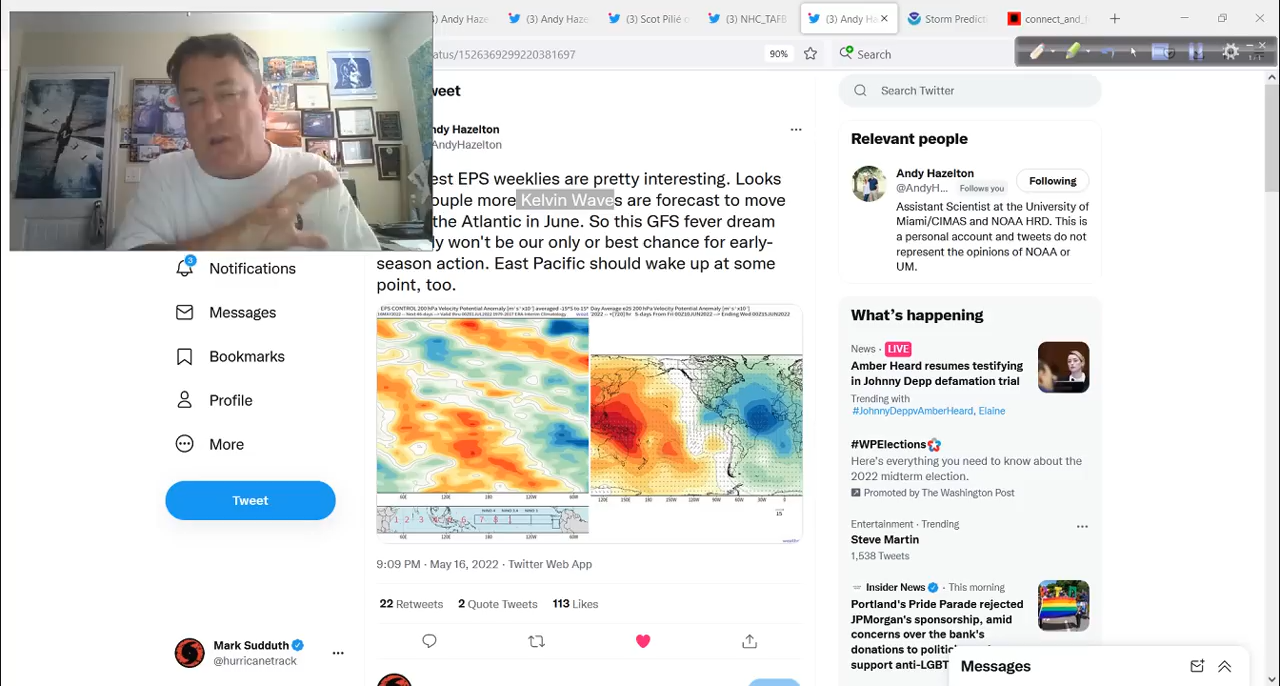 ) Andy Haze
(3) Andy Haze
(3) Scot Pilié o
(3) NHC_TAFB
(3) Andy Ha
Storm Predict
connect_and_
atus/1526369299220381697
90%
Search
eet
Search Twitter
ndy Hazelton
AndyHazelton
est EPS weeklies are pretty interesting. Looks
ouple more Kelvin Waves are forecast to move
the Atlantic in June. So this GFS fever dream
ly won't be our only or best chance for early-
season action. East Pacific should wake up at some
point, too.
Notifications
3
Messages
Bookmarks
Profile
More
Tweet
9:09 PM · May 16, 2022 · Twitter Web App
22 Retweets 2 Quote Tweets 113 Likes
Mark Sudduth
@hurricanetrack
Relevant people
Andy Hazelton
@AndyH... Follows you
Following
Assistant Scientist at the University of
Miami/CIMAS and NOAA HRD. This is
a personal account and tweets do not
represent the opinions of NOAA or
UM.
What's happening
News · LIVE
Amber Heard resumes testifying
in Johnny Depp defamation trial
Trending with
#JohnnyDeppvAmberHeard, Elaine
#WPElections
Here's everything you need to know about the
2022 midterm election.
Promoted by The Washington Post
Entertainment · Trending
Steve Martin
1,538 Tweets
Insider News · This morning
Portland's Pride Parade rejected
JPMorgan's sponsorship, amid
concerns over the bank's
donations to politic
support anti-LGBT
Messages